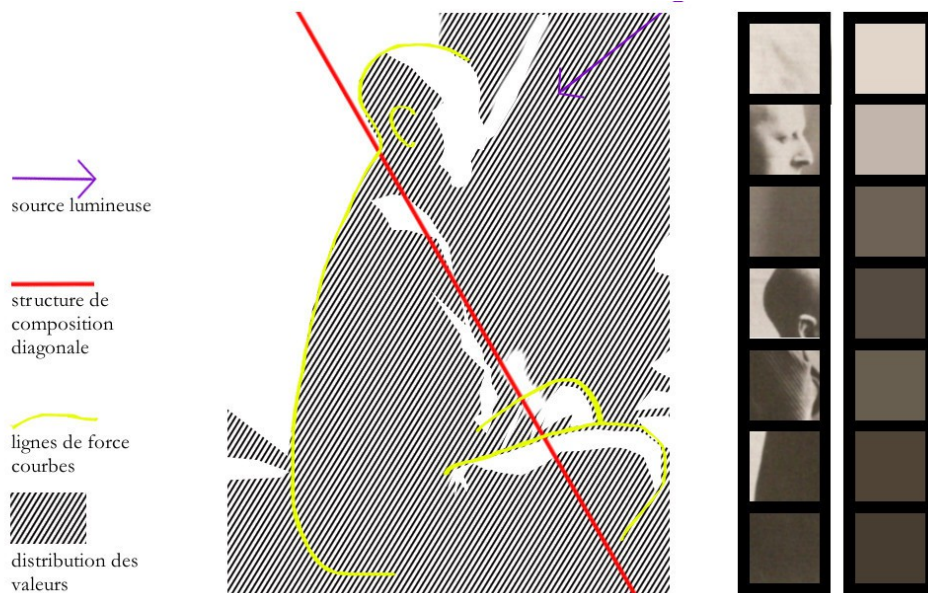 source lumineuse
structure de
composition
diagonale
lignes de force
courbes
distribution des
valeurs